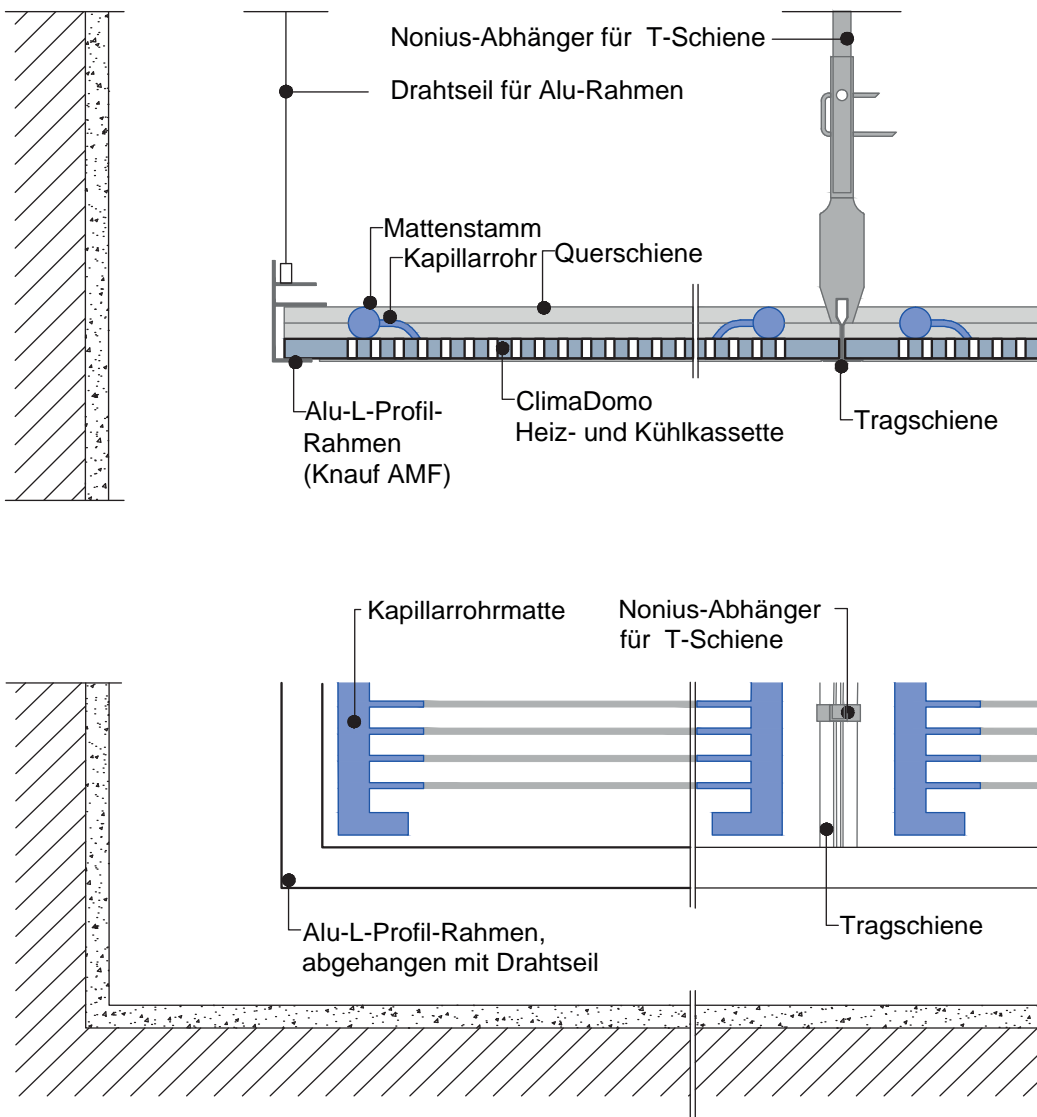 Nonius-Abhänger für T-Schiene
Drahtseil für Alu-Rahmen
Mattenstamm
Kapillarrohr
Querschiene
Alu-L-Profil-
Rahmen
(Knauf AMF)
ClimaDomo
Heiz- und Kühlkassette
Tragschiene
Kapillarrohrmatte
Nonius-Abhänger
für T-Schiene
Alu-L-Profil-Rahmen,
abgehangen mit Drahtseil
Tragschiene